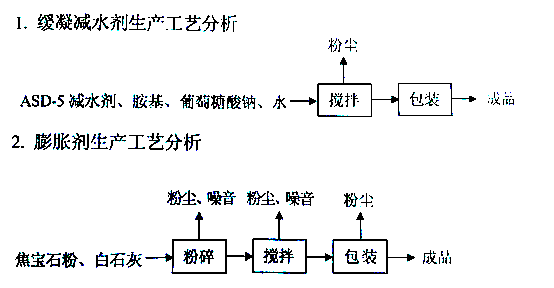 1. 缓凝减水剂生产工艺分析
粉尘
ASD-5减水剂、胺基、葡萄糖酸钠、水
搅拌
包装
成品
2. 膨胀剂生产工艺分析
粉尘、噪音
粉尘、噪音
粉尘
焦宝石粉、白石灰
粉碎
搅拌
包装
成品